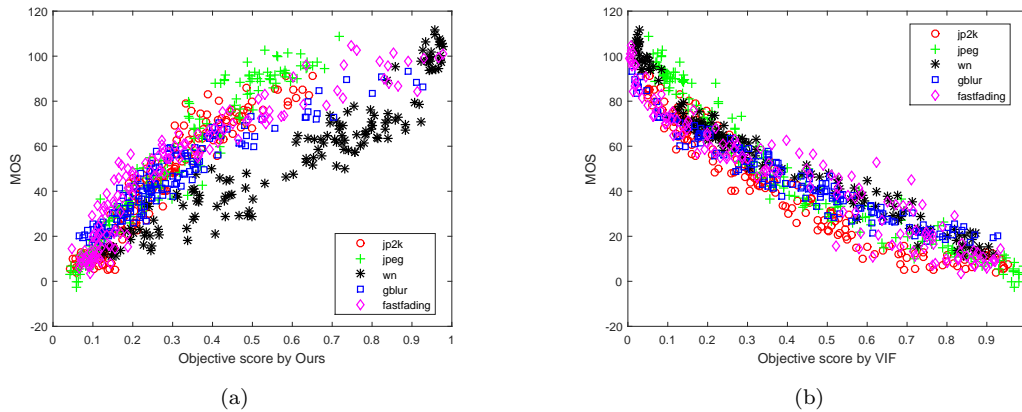 120
100
80
60
40
20
0
-20
MOS
0 0.1 0.2 0.3 0.4 0.5 0.6 0.7 0.8 0.9 1
Objective score by Ours
jp2k
jpeg
wn
gblur
fastfading
(a)
120
100
80
60
40
20
0
-20
MOS
0 0.1 0.2 0.3 0.4 0.5 0.6 0.7 0.8 0.9
Objective score by VIF
jp2k
jpeg
wn
gblur
fastfading
(b)